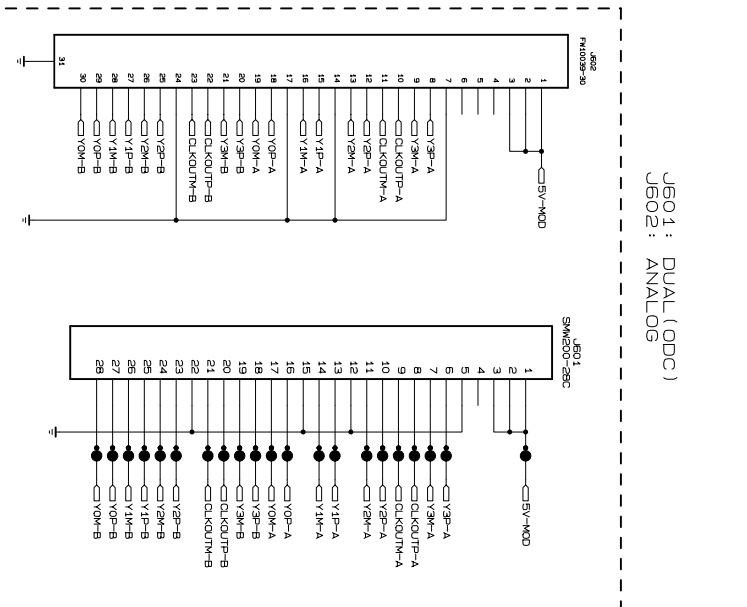 J601: DUAL(ODC)
J602: ANALOG
J602
FW10039-30
1
2
3
4
5
6
7
8
9
10
11
12
13
14
15
16
17
18
19
20
21
22
23
24
25
26
27
28
29
30
31
5V-MOD
Y3P-A
Y3M-A
CLKOUTP-A
CLKOUTM-A
Y2P-A
Y2M-A
Y1P-A
Y1M-A
Y0P-A
Y0M-A
Y3P-B
Y3M-B
CLKOUTP-B
CLKOUTM-B
Y2P-B
Y2M-B
Y1P-B
Y1M-B
Y0P-B
Y0M-B
J601
SMW200-28C
1
2
3
4
5
6
7
8
9
10
11
12
13
14
15
16
17
18
19
20
21
22
23
24
25
26
27
28
5V-MOD
Y3P-A
Y3M-A
CLKOUTP-A
CLKOUTM-A
Y2P-A
Y2M-A
Y1P-A
Y1M-A
Y0P-A
Y0M-A
Y3P-B
Y3M-B
CLKOUTP-B
CLKOUTM-B
Y2P-B
Y2M-B
Y1P-B
Y1M-B
Y0P-B
Y0M-B